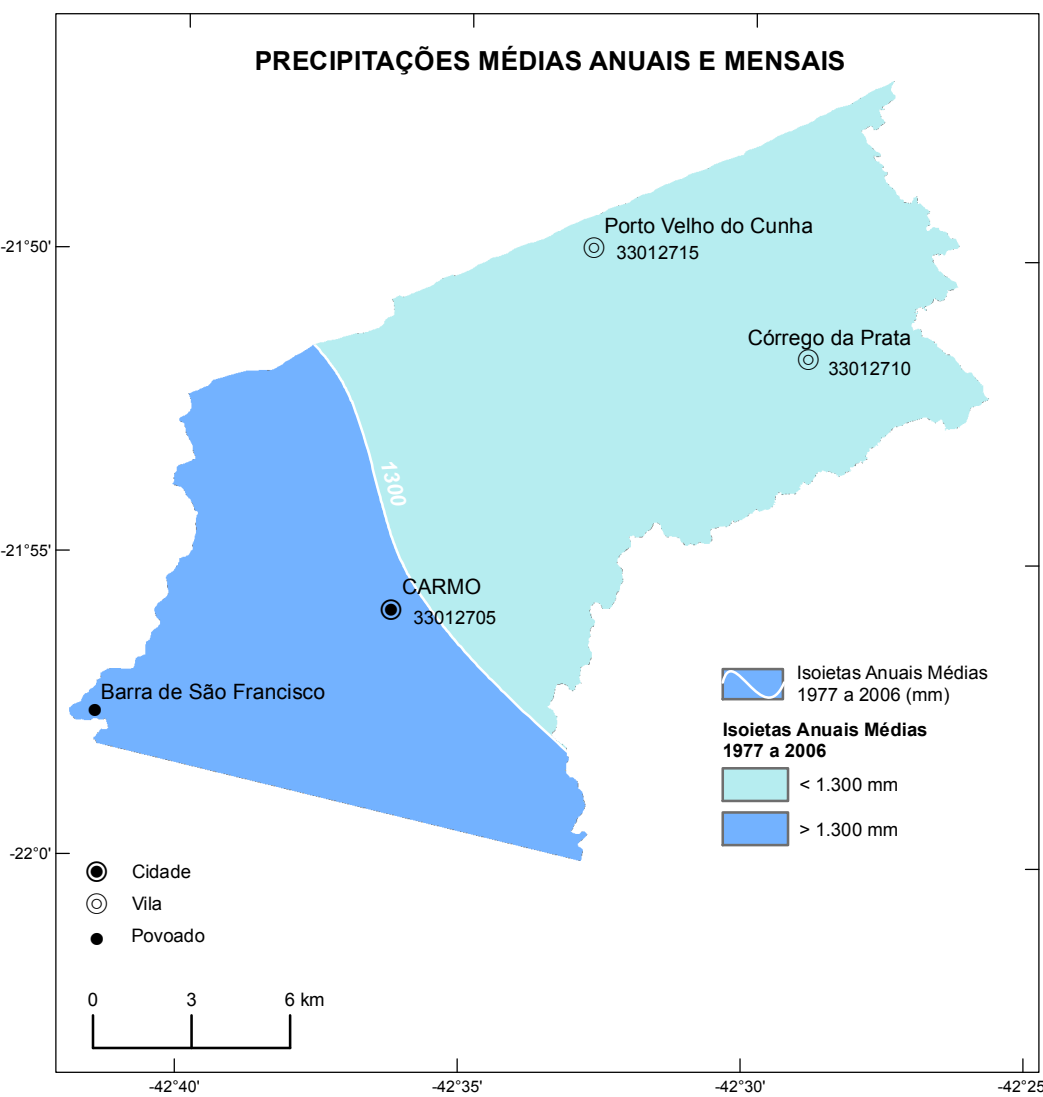 PRECIPITAÇÕES MÉDIAS ANUAIS E MENSAIS
Porto Velho do Cunha
33012715
-21°50'
Córrego da Prata
33012710
1300
-21°55'
CARMO
33012705
Barra de São Francisco
Isoietas Anuais Médias
1977 a 2006 (mm)
Isoietas Anuais Médias
1977 a 2006
< 1.300 mm
> 1.300 mm
-22°0'
Cidade
Vila
Povoado
0 3 6 km
-42°40' -42°35' -42°30' -42°25